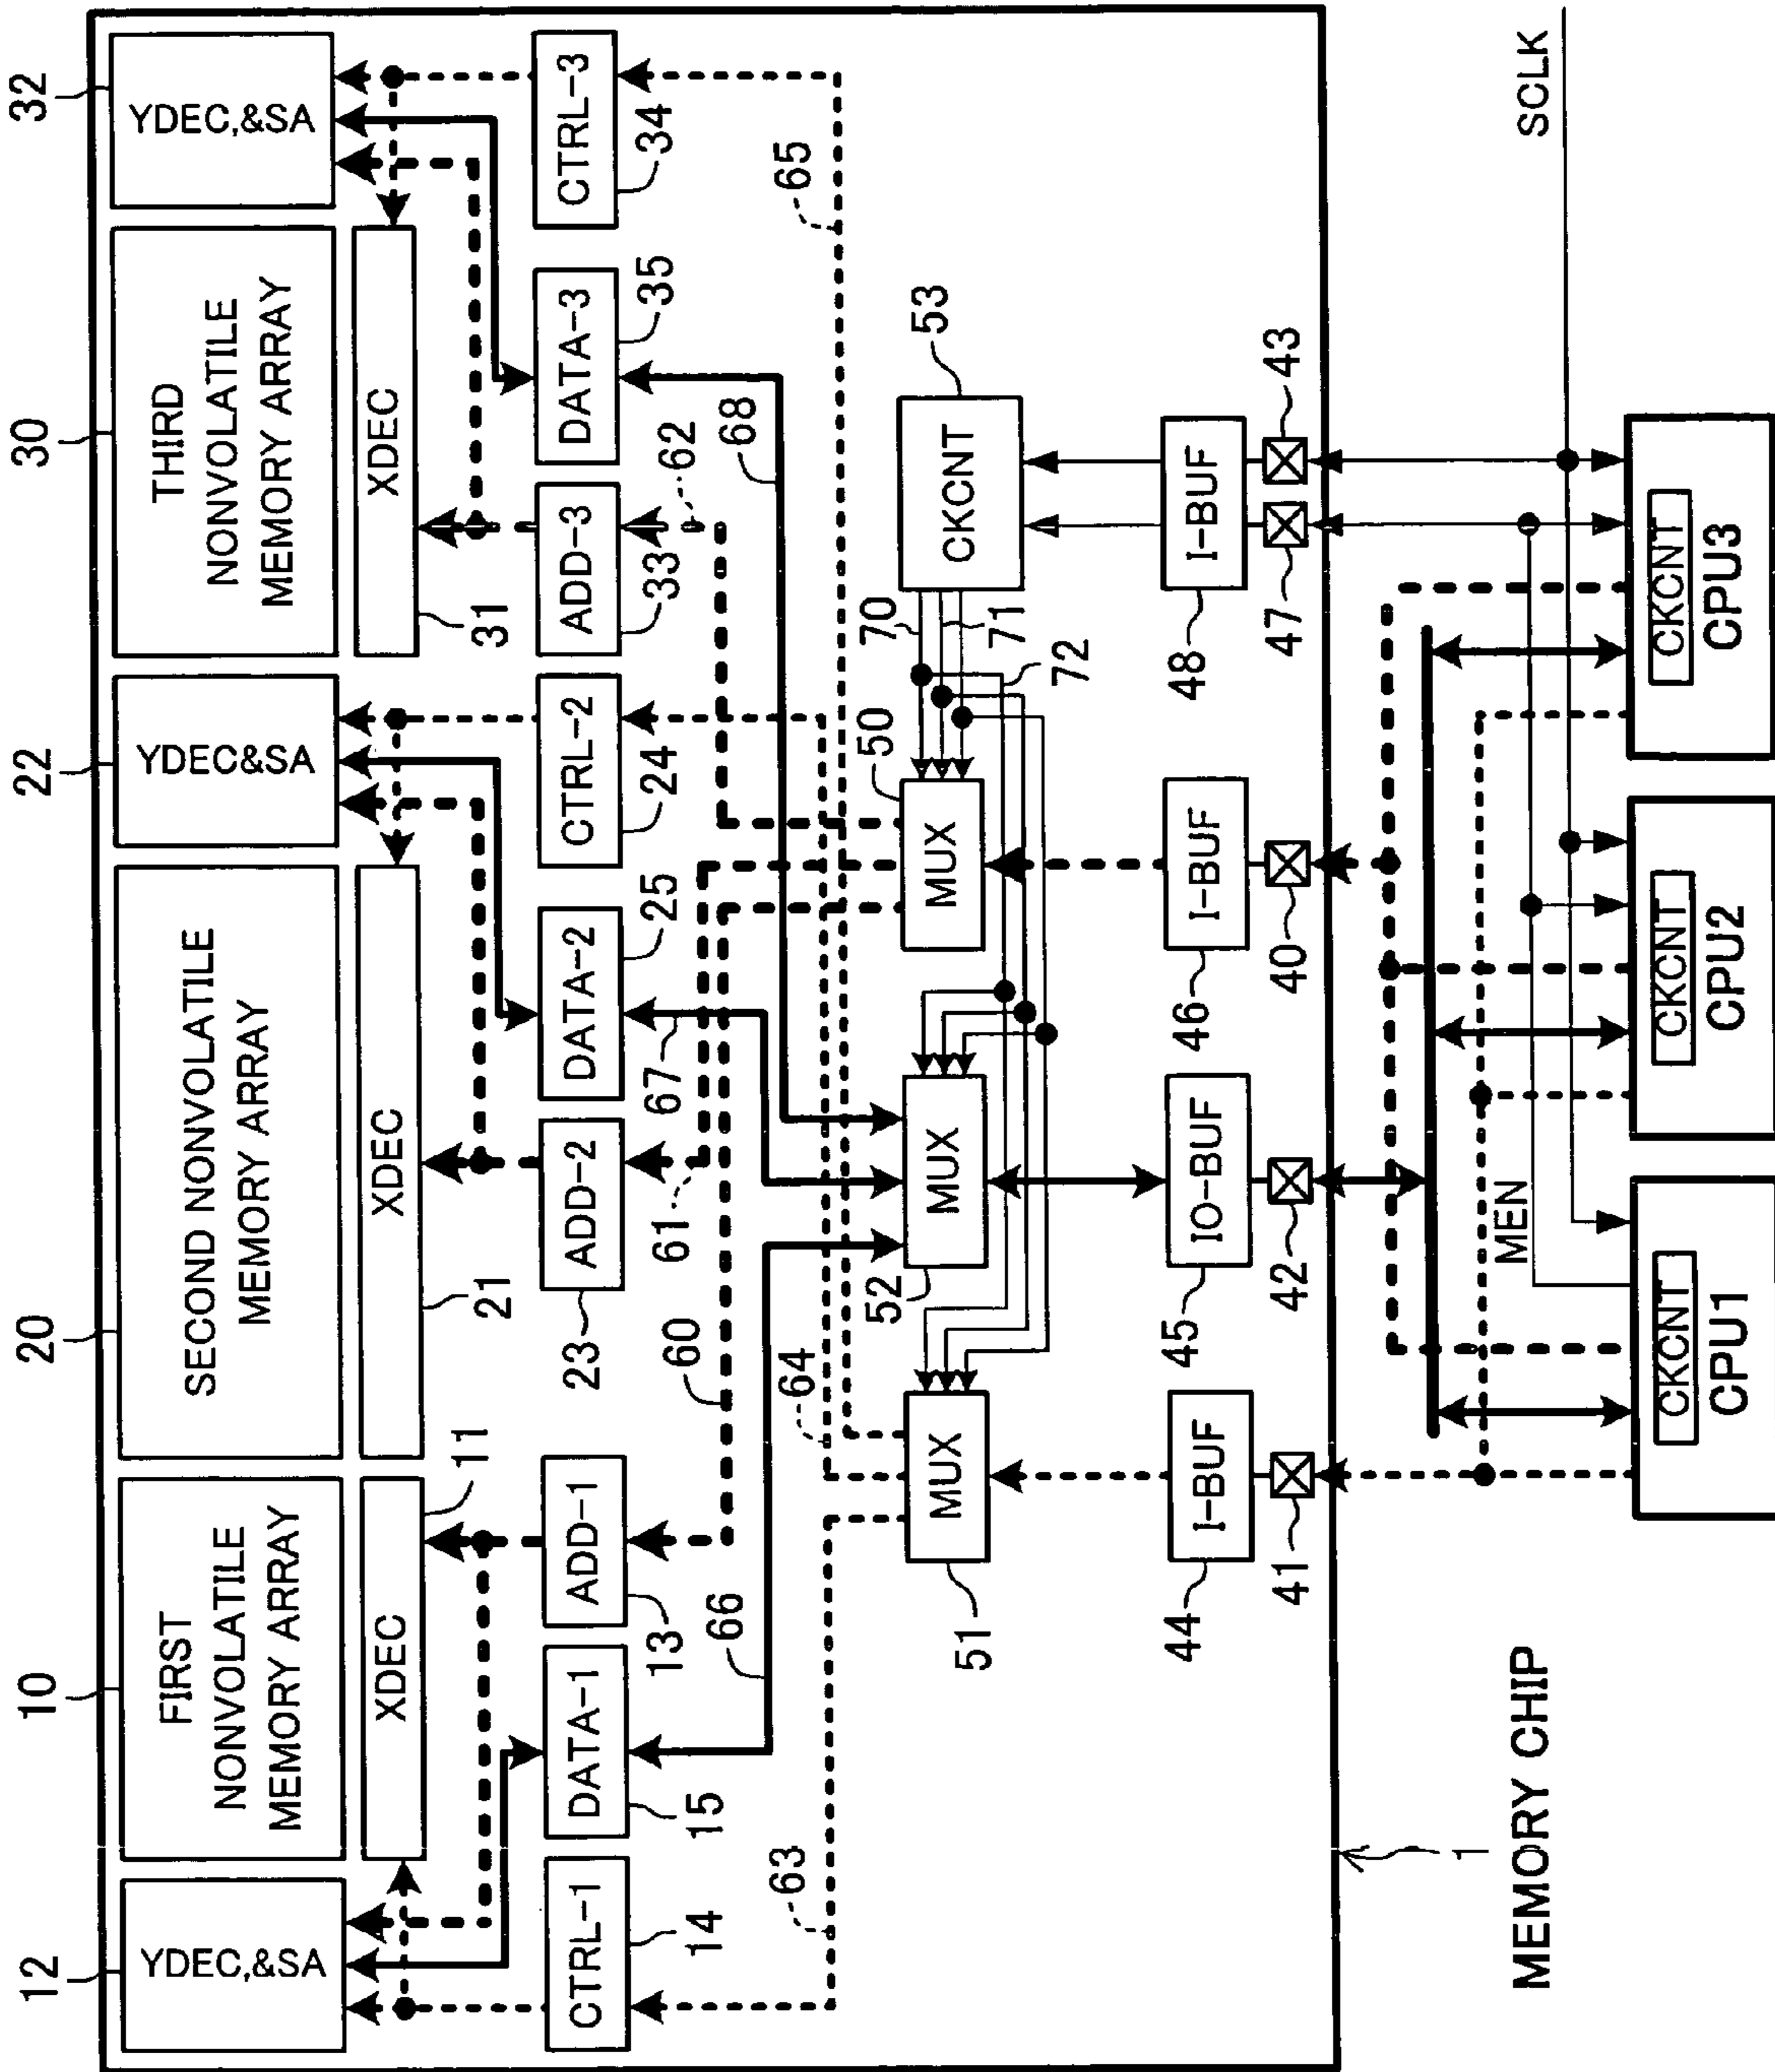 12
10
20
22
30
32
YDEC,&SA
FIRST
NONVOLATILE
MEMORY ARRAY
SECOND NONVOLATILE
MEMORY ARRAY
YDEC&SA
THIRD
NONVOLATILE
MEMORY ARRAY
YDEC,&SA
XDEC
11
XDEC
21
XDEC
31
CTRL-1
14
DATA-1
15
ADD-1
13
ADD-2
23
DATA-2
25
CTRL-2
24
ADD-3
33
DATA-3
35
CTRL-3
34
63
66
60
64
61
67
62
68
65
MUX
51
MUX
52
MUX
50
CKCNT
53
70
71
72
I-BUF
44
IO-BUF
45
I-BUF
46
I-BUF
48
41
42
40
47
43
1
MEMORY CHIP
MEN
SCLK
CKCNT
CPU1
CKCNT
CPU2
CKCNT
CPU3